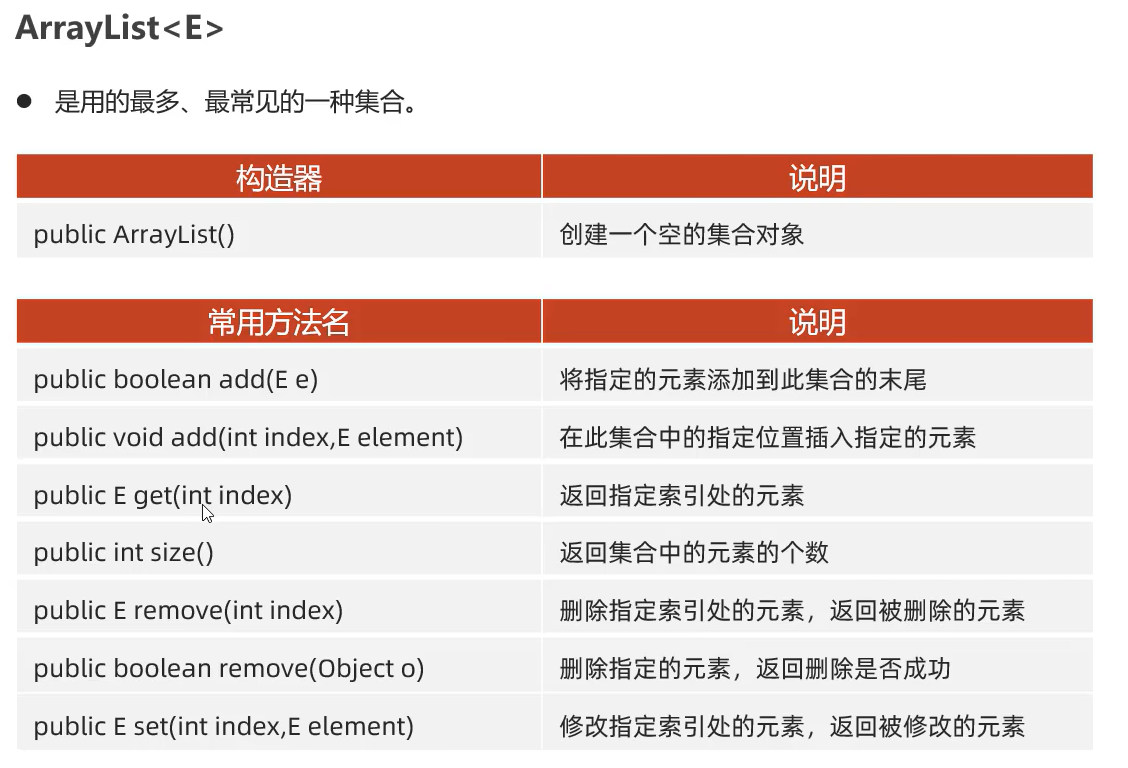 ArrayList<E>
● 是用的最多、最常见的一种集合。
构造器 说明
public ArrayList() 创建一个空的集合对象
常用方法名 说明
public boolean add(E e) 将指定的元素添加到此集合的末尾
public void add(int index,E element) 在此集合中的指定位置插入指定的元素
public E get(int index) 返回指定索引处的元素
public int size() 返回集合中的元素的个数
public E remove(int index) 删除指定索引处的元素，返回被删除的元素
public boolean remove(Object o) 删除指定的元素，返回删除是否成功
public E set(int index,E element) 修改指定索引处的元素，返回被修改的元素